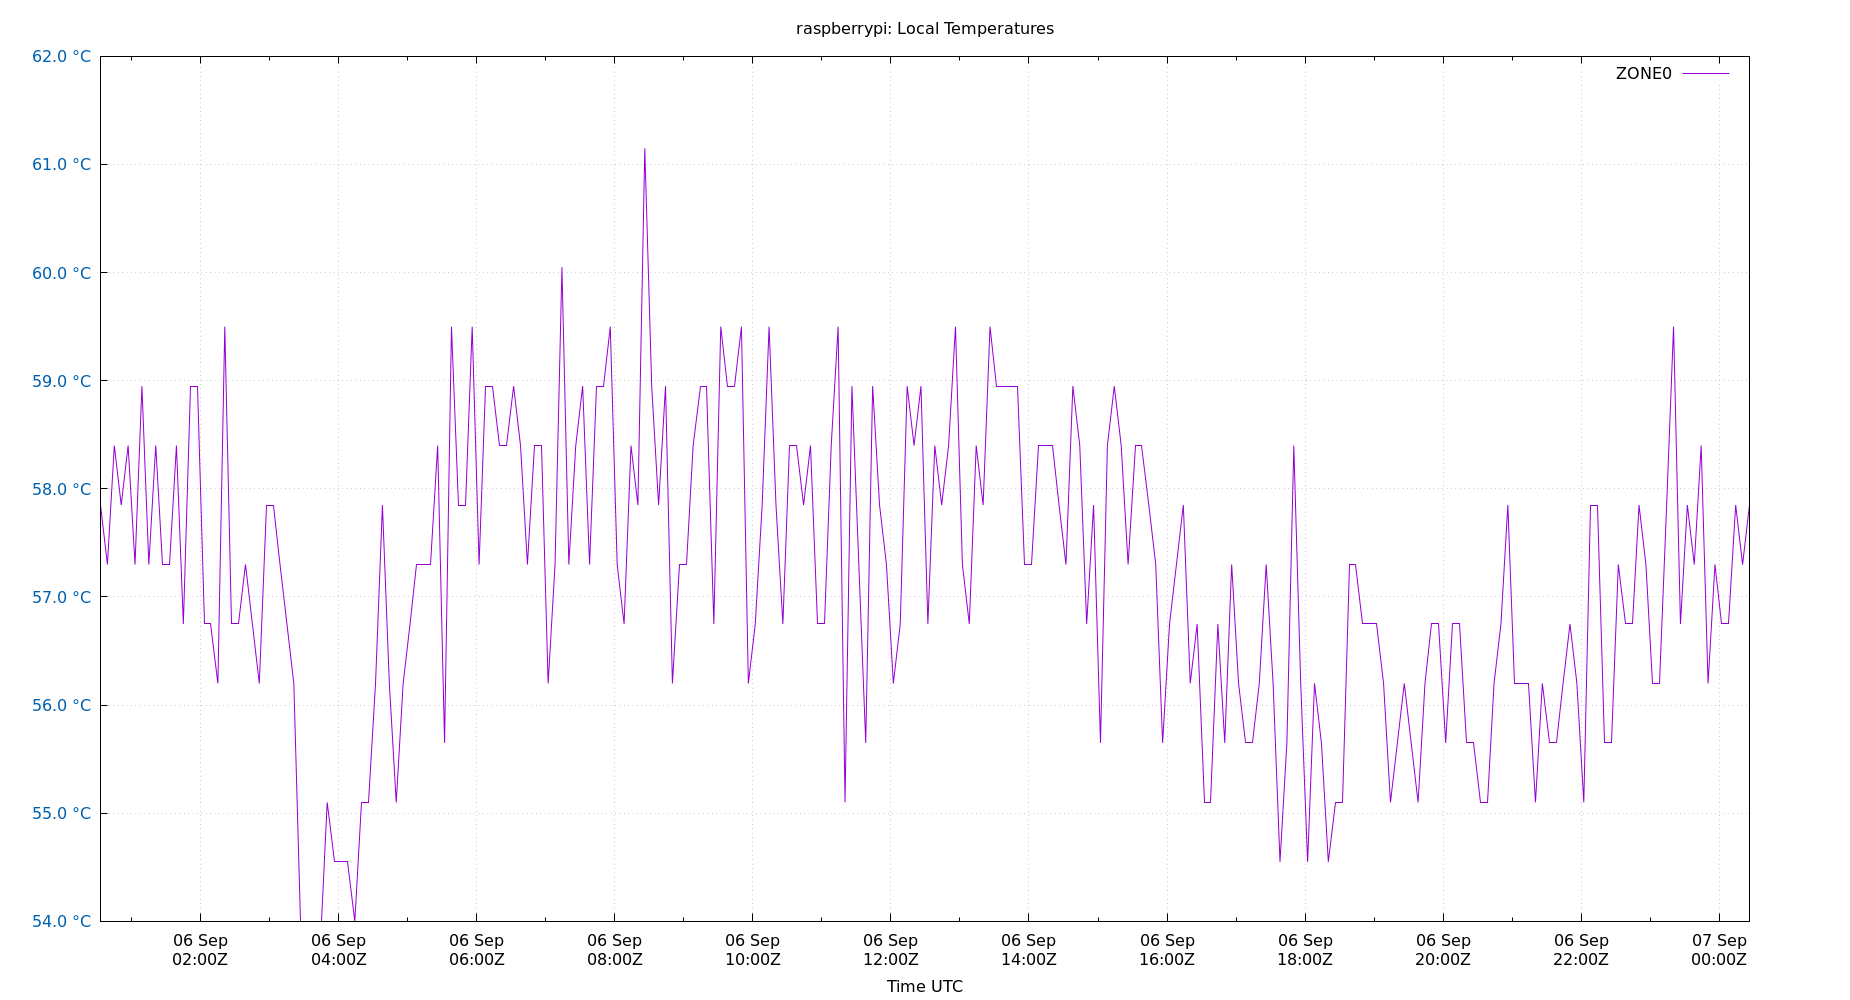 raspberrypi: Local Temperatures
62.0 °C
61.0 °C
60.0 °C
59.0 °C
58.0 °C
57.0 °C
56.0 °C
55.0 °C
54.0 °C
ZONE0
06 Sep 06 Sep 06 Sep 06 Sep 06 Sep 06 Sep 06 Sep 06 Sep 06 Sep 06 Sep 06 Sep 07 Sep
02:00Z 04:00Z 06:00Z 08:00Z 10:00Z 12:00Z 14:00Z 16:00Z 18:00Z 20:00Z 22:00Z 00:00Z
Time UTC